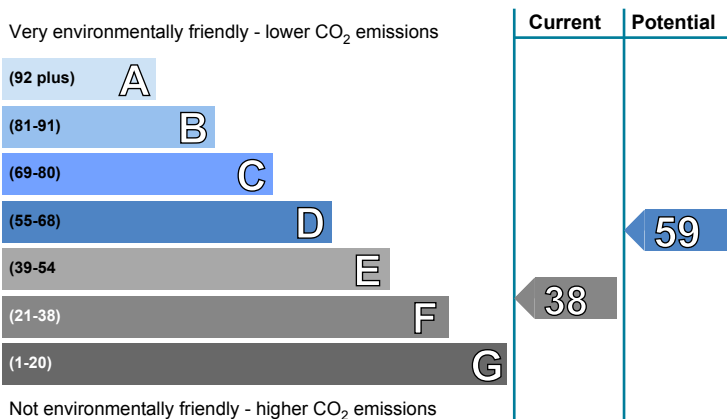 Very environmentally friendly - lower CO2 emissions
Current
Potential
(92 plus) A
(81-91) B
(69-80) C
(55-68) D
59
(39-54 E
38
(21-38) F
(1-20) G
Not environmentally friendly - higher CO2 emissions